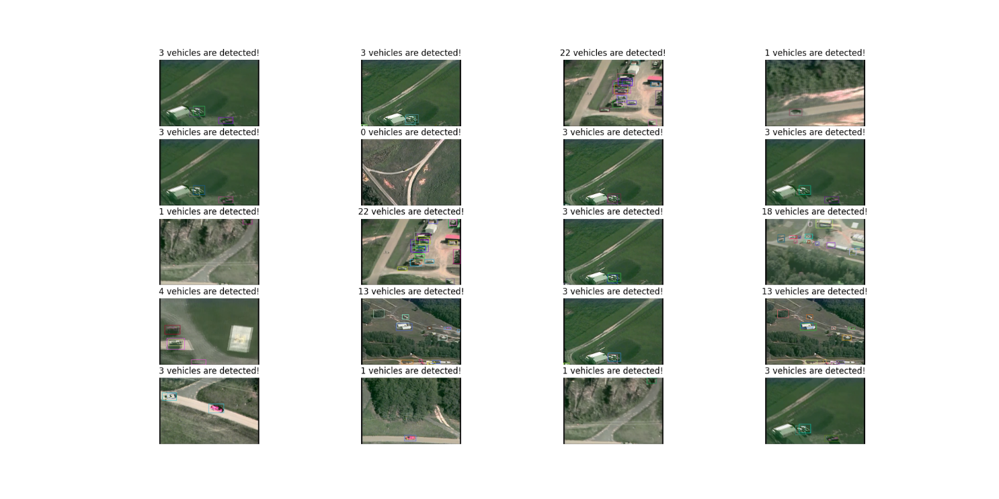 3 vehicles are detected!
3 vehicles are detected!
22 vehicles are detected!
1 vehicles are detected!
3 vehicles are detected!
0 vehicles are detected!
3 vehicles are detected!
3 vehicles are detected!
1 vehicles are detected!
22 vehicles are detected!
3 vehicles are detected!
18 vehicles are detected!
4 vehicles are detected!
13 vehicles are detected!
3 vehicles are detected!
13 vehicles are detected!
3 vehicles are detected!
1 vehicles are detected!
1 vehicles are detected!
3 vehicles are detected!